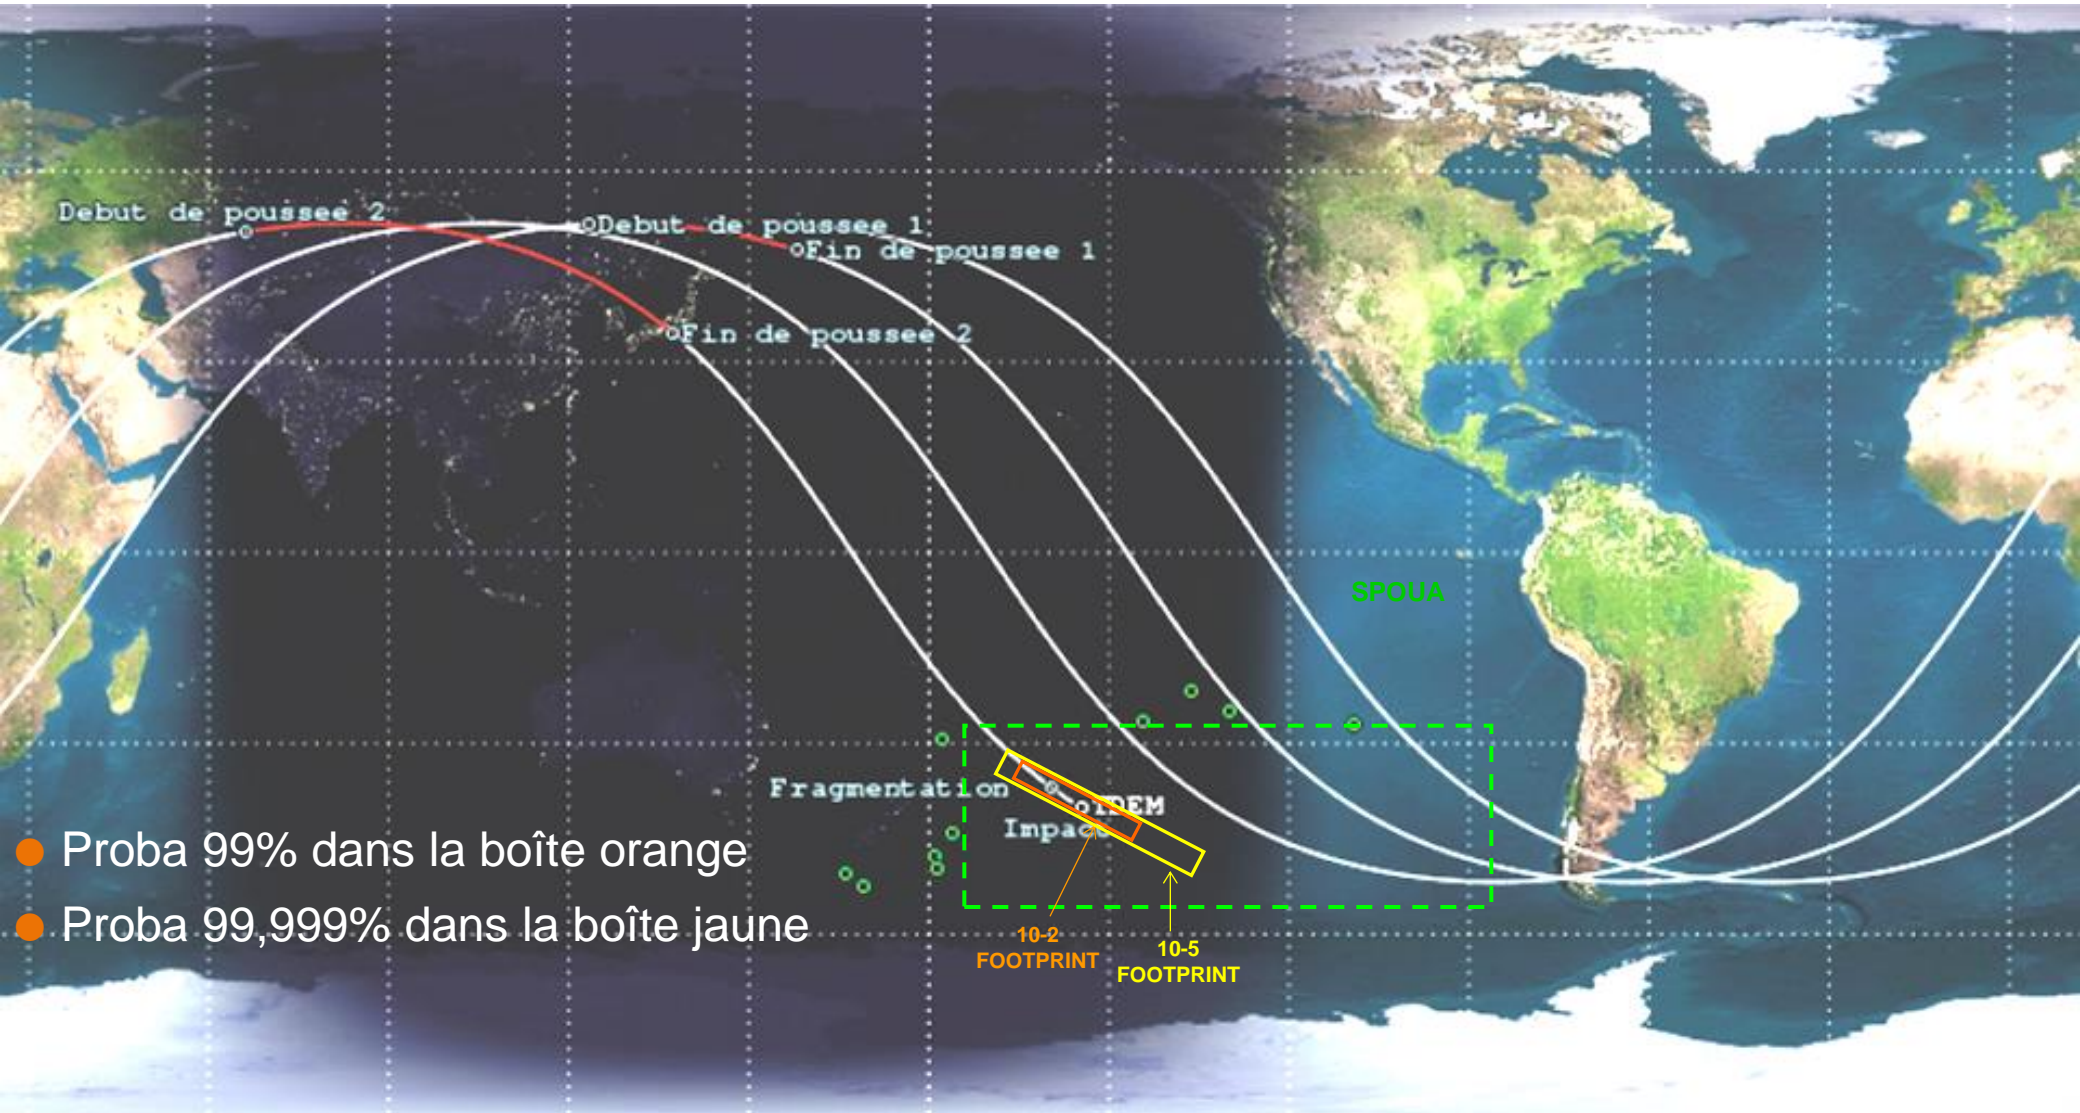 Debut de poussee 2
Debut de poussee 1
Fin de poussee 1
Fin de poussee 2
SPOUA
Fragmentation
TDEM
Impact
Proba 99% dans la boîte orange
Proba 99,999% dans la boîte jaune
10-2
FOOTPRINT
10-5
FOOTPRINT